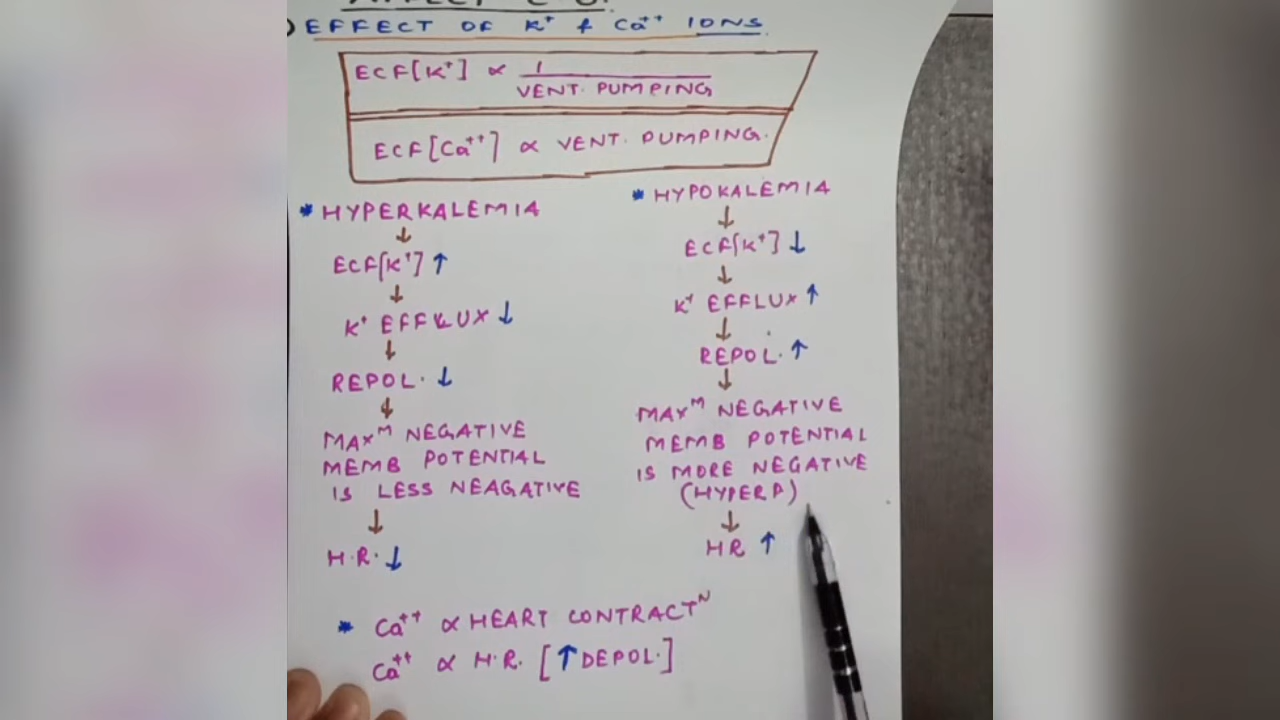 EFFECT OF K⁺ & Ca⁺⁺ IONS
ECF[K⁺] ∝ 1
VENT. PUMPING
ECF[Ca⁺⁺] ∝ VENT. PUMPING.
* HYPERKALEMIA
↓
ECF[K⁺] ↑
↓
K⁺ EFFLUX ↓
↓
REPOL. ↓
↓
MAXᴹ NEGATIVE
MEMB POTENTIAL
IS LESS NEAGATIVE
↓
H.R. ↓
* HYPOKALEMIA
↓
ECF[K⁺] ↓
↓
K⁺ EFFLUX ↑
↓
REPOL. ↑
↓
MAXᴹ NEGATIVE
MEMB POTENTIAL
IS MORE NEGATIVE
(HYPERP)
↓
HR ↑
* Ca⁺⁺ ∝ HEART CONTRACTᴺ
Ca⁺⁺ ∝ H.R. [↑DEPOL.]